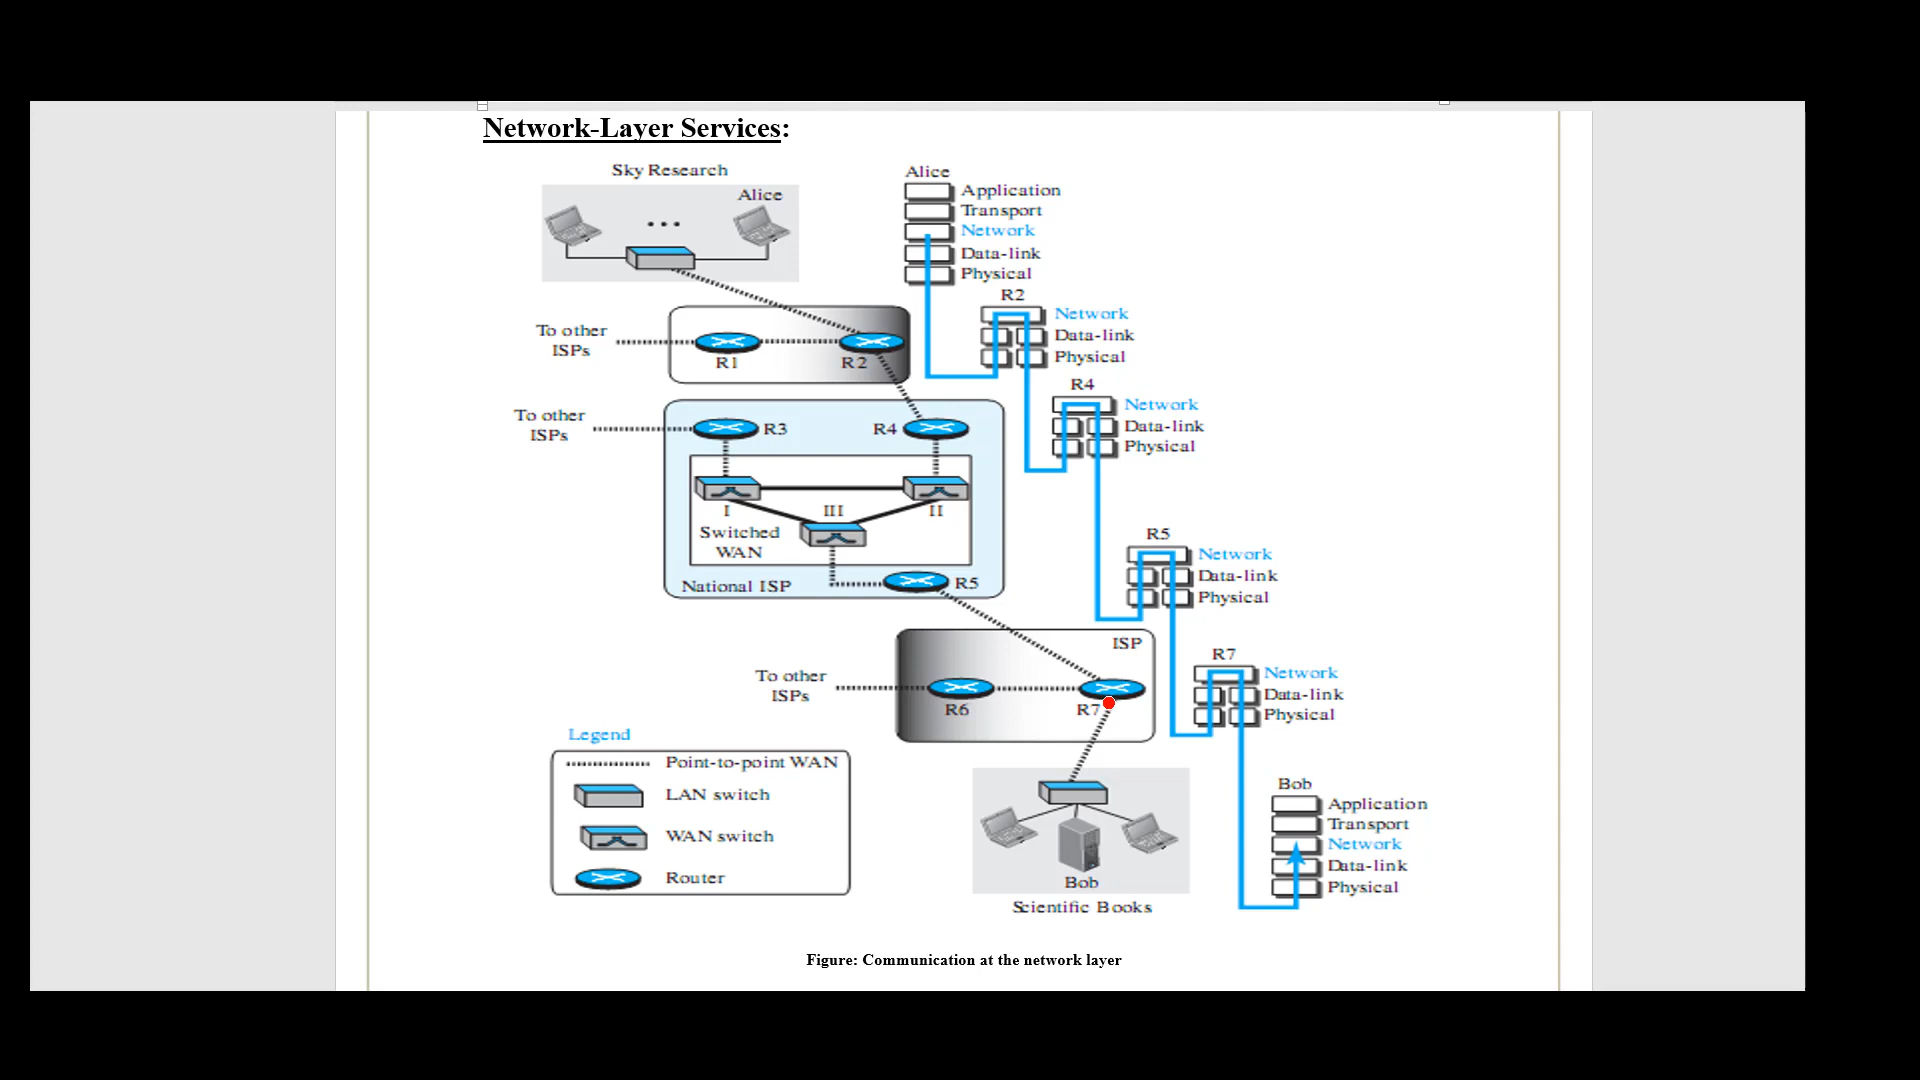 Network-Layer Services:
Sky Research
Alice
Alice
Application
Transport
Network
Data-link
Physical
R2
Network
Data-link
Physical
To other
ISPs
R1
R2
R4
Network
Data-link
Physical
To other
ISPs
R3
R4
I
III
II
Switched
WAN
National ISP
R5
R5
Network
Data-link
Physical
ISP
To other
ISPs
R6
R7
R7
Network
Data-link
Physical
Legend
Point-to-point WAN
LAN switch
WAN switch
Router
Bob
Scientific Books
Bob
Application
Transport
Network
Data-link
Physical
Figure: Communication at the network layer